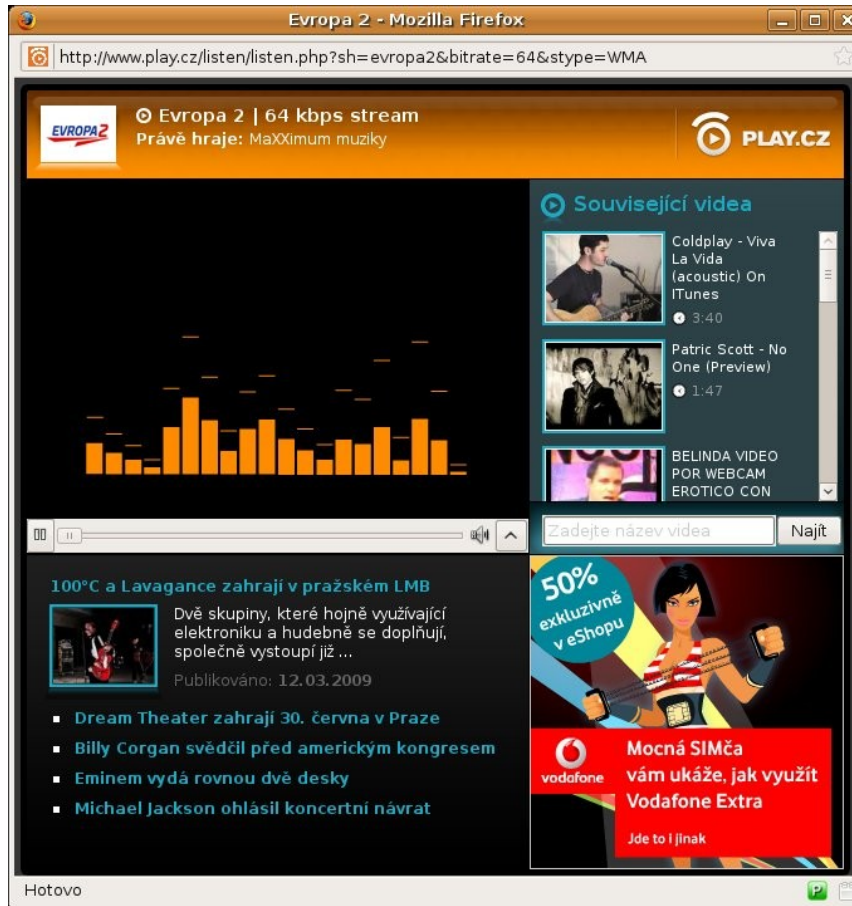 Evropa 2 - Mozilla Firefox
http://www.play.cz/listen/listen.php?sh=evropa2&bitrate=64&stype=WMA
EVROPA 2
Evropa 2 | 64 kbps stream
Právě hraje: MaXXimum muziky
PLAY.CZ
Související videa
Coldplay - Viva
La Vida
(acoustic) On
ITunes
3:40
Patric Scott - No
One (Preview)
1:47
BELINDA VIDEO
POR WEBCAM
EROTICO CON
Zadejte název videa
Najít
100°C a Lavagance zahrají v pražském LMB
Dvě skupiny, které hojně využívající
elektroniku a hudebně se doplňují,
společně vystoupí již ...
Publikováno: 12.03.2009
Dream Theater zahrají 30. června v Praze
Billy Corgan svědčil před americkým kongresem
Eminem vydá rovnou dvě desky
Michael Jackson ohlásil koncertní návrat
50%
exkluzivně
v eShopu
vodafone
Mocná SIMča
vám ukáže, jak využít
Vodafone Extra
Jde to i jinak
Hotovo
P